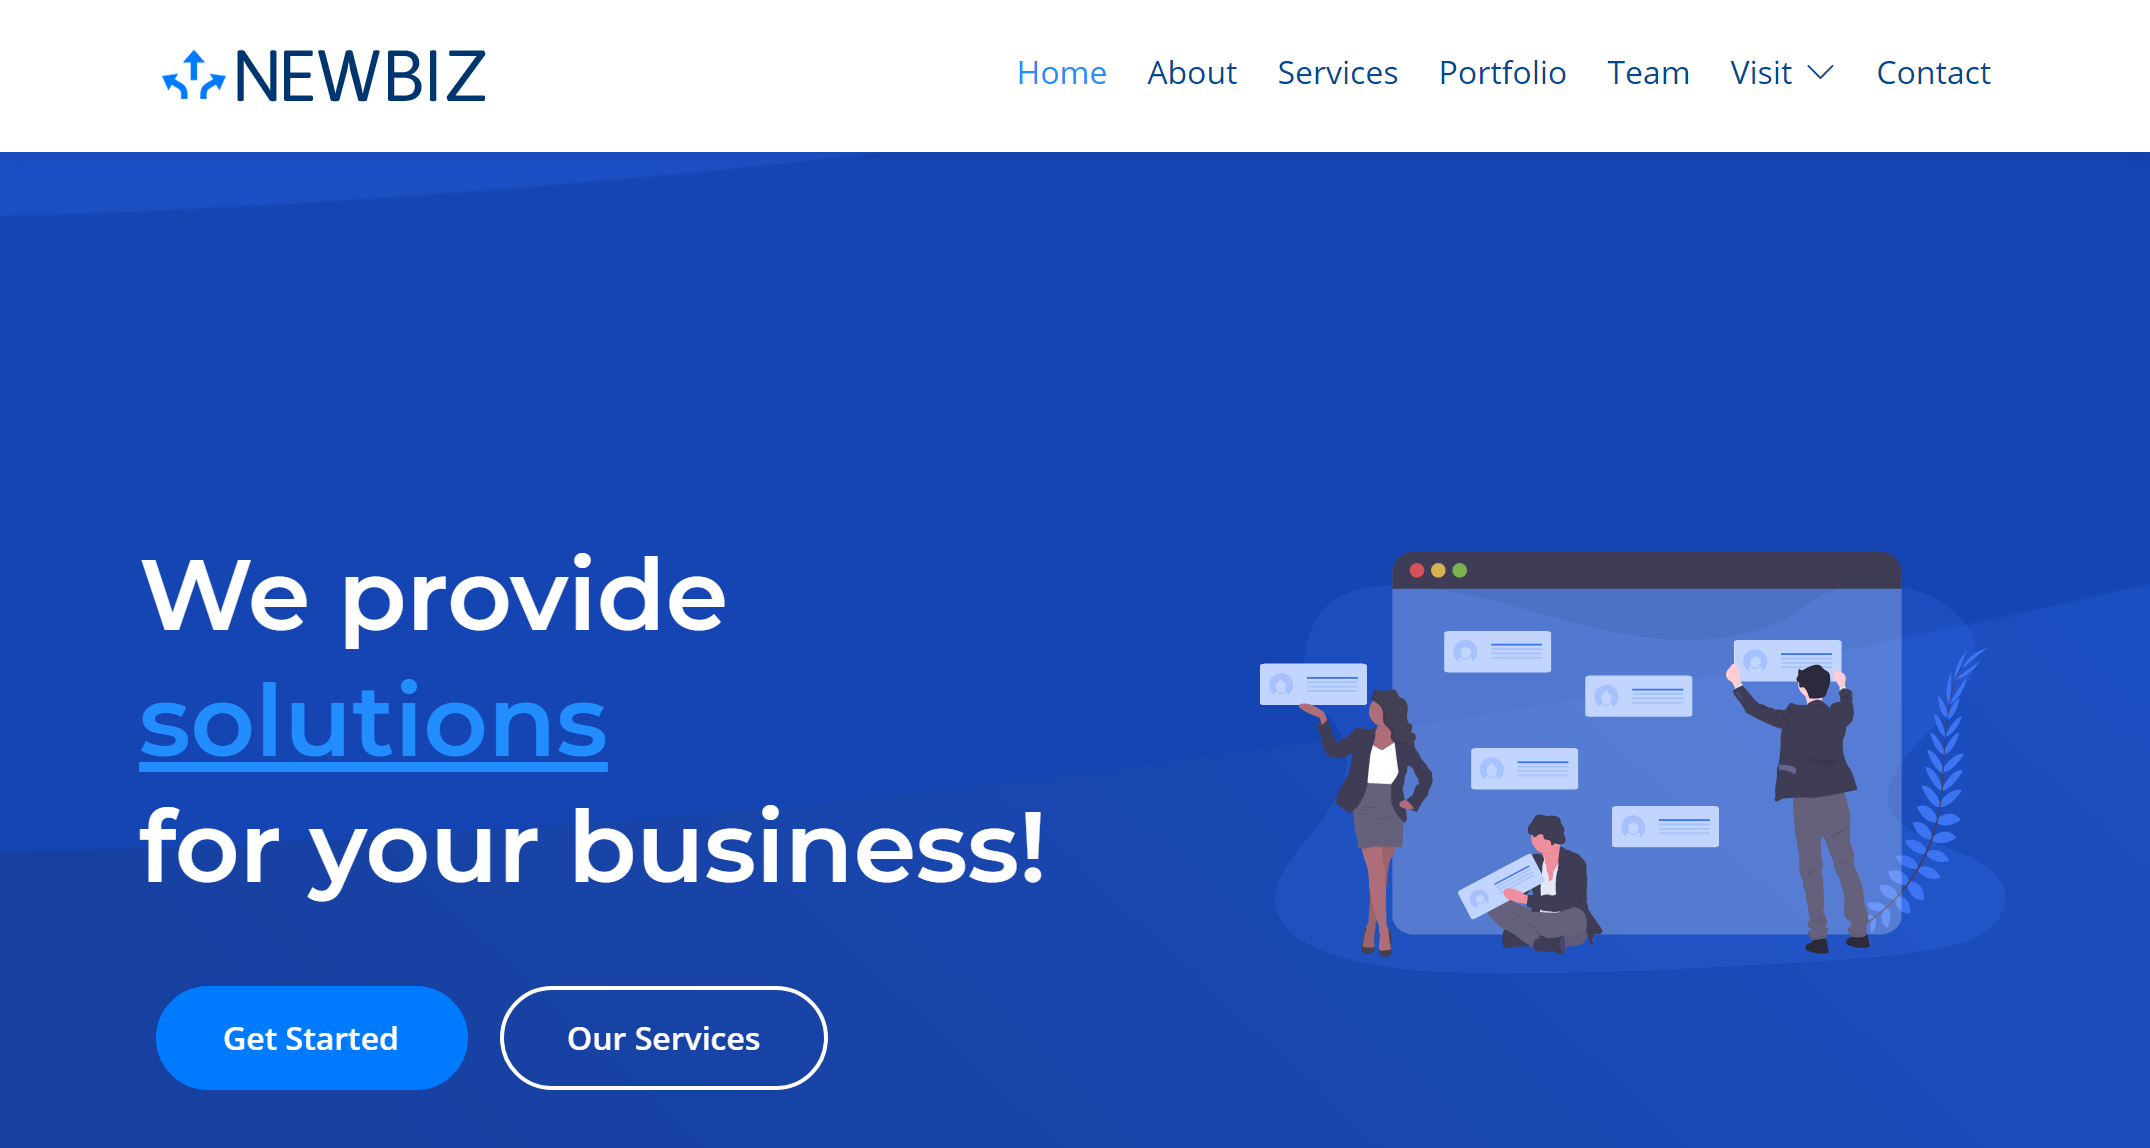 NEWBIZ
Home About Services Portfolio Team Visit Contact
We provide
solutions
for your business!
Get Started Our Services